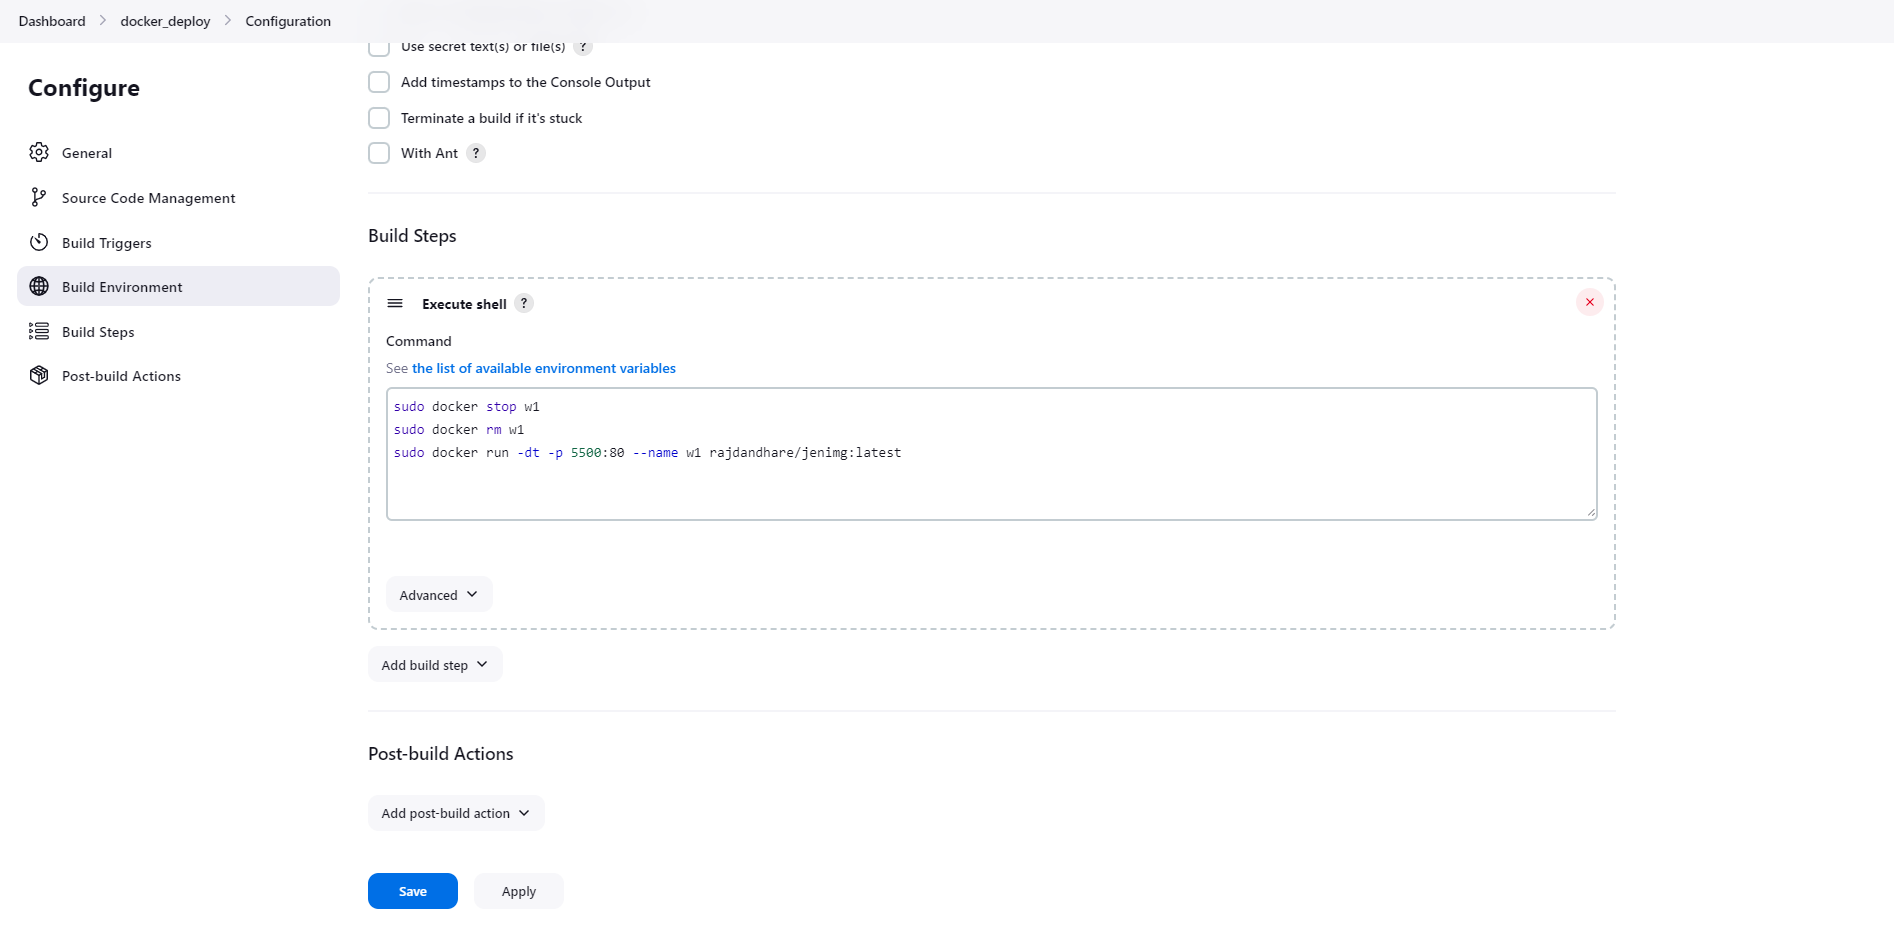 Dashboard > docker_deploy > Configuration
Use secret text(s) or file(s) ?
Add timestamps to the Console Output
Terminate a build if it's stuck
With Ant ?
Configure
General
Source Code Management
Build Triggers
Build Environment
Build Steps
Post-build Actions
Build Steps
Execute shell ?
Command
See the list of available environment variables
sudo docker stop w1
sudo docker rm w1
sudo docker run -dt -p 5500:80 --name w1 rajdandhare/jenimg:latest
Advanced
Add build step
Post-build Actions
Add post-build action
Save Apply